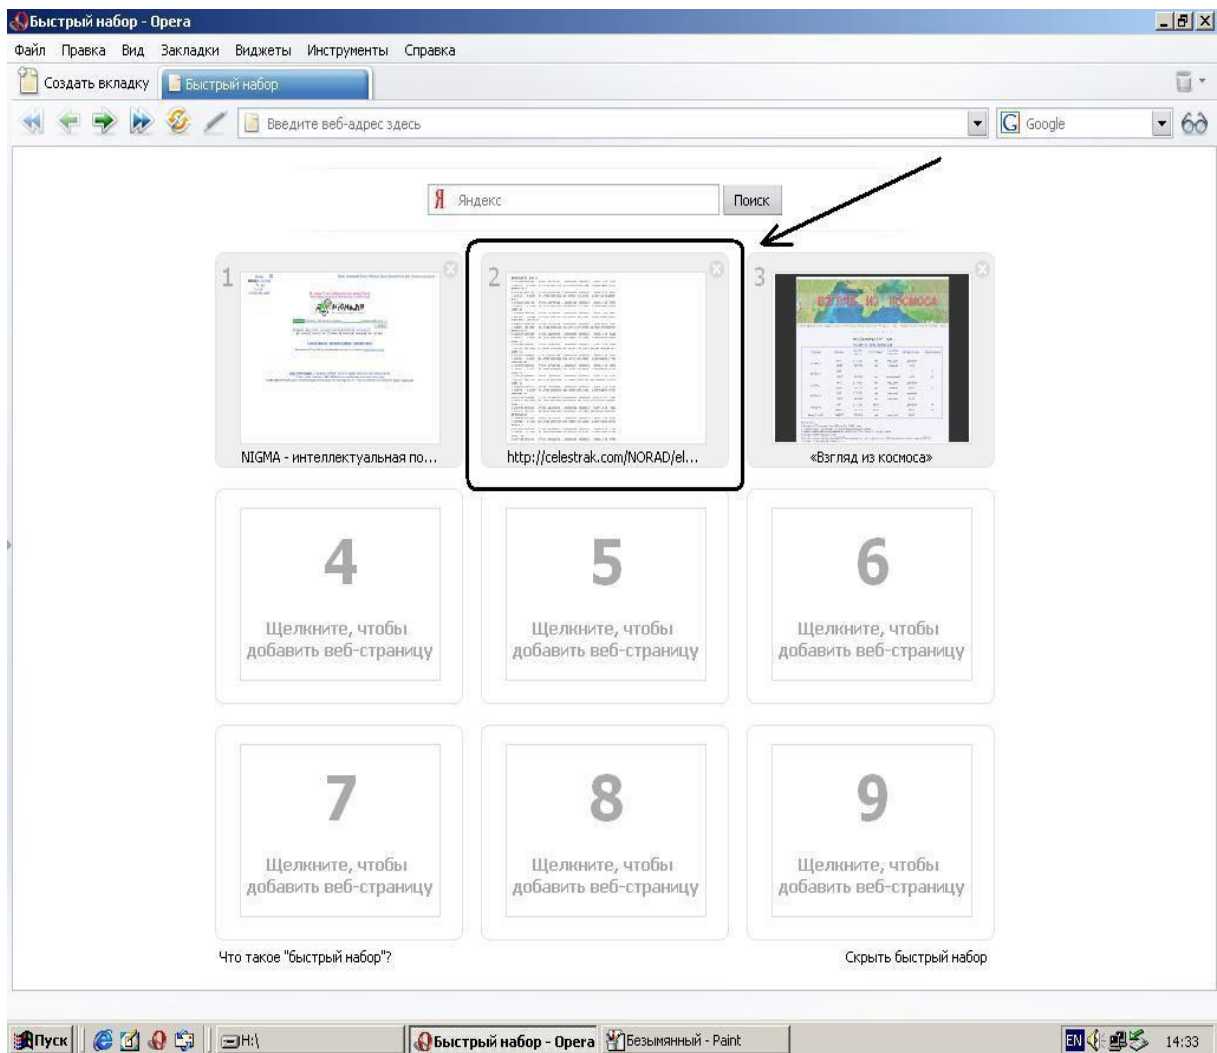 Быстрый набор - Opera
Файл Правка Вид Закладки Виджеты Инструменты Справка
Создать вкладку Быстрый набор
Введите веб-адрес здесь G Google
Я Яндекс Поиск
1 2 3
ВЗГЛЯД ИЗ КОСМОСА
NIGMA - интеллектуальная по... http://celestrak.com/NORAD/el... «Взгляд из космоса»
4 5 6
Щелкните, чтобы Щелкните, чтобы Щелкните, чтобы
добавить веб-страницу добавить веб-страницу добавить веб-страницу
7 8 9
Щелкните, чтобы Щелкните, чтобы Щелкните, чтобы
добавить веб-страницу добавить веб-страницу добавить веб-страницу
Что такое "быстрый набор"? Скрыть быстрый набор
Пуск H:\ Быстрый набор - Opera Безымянный - Paint EN 14:33